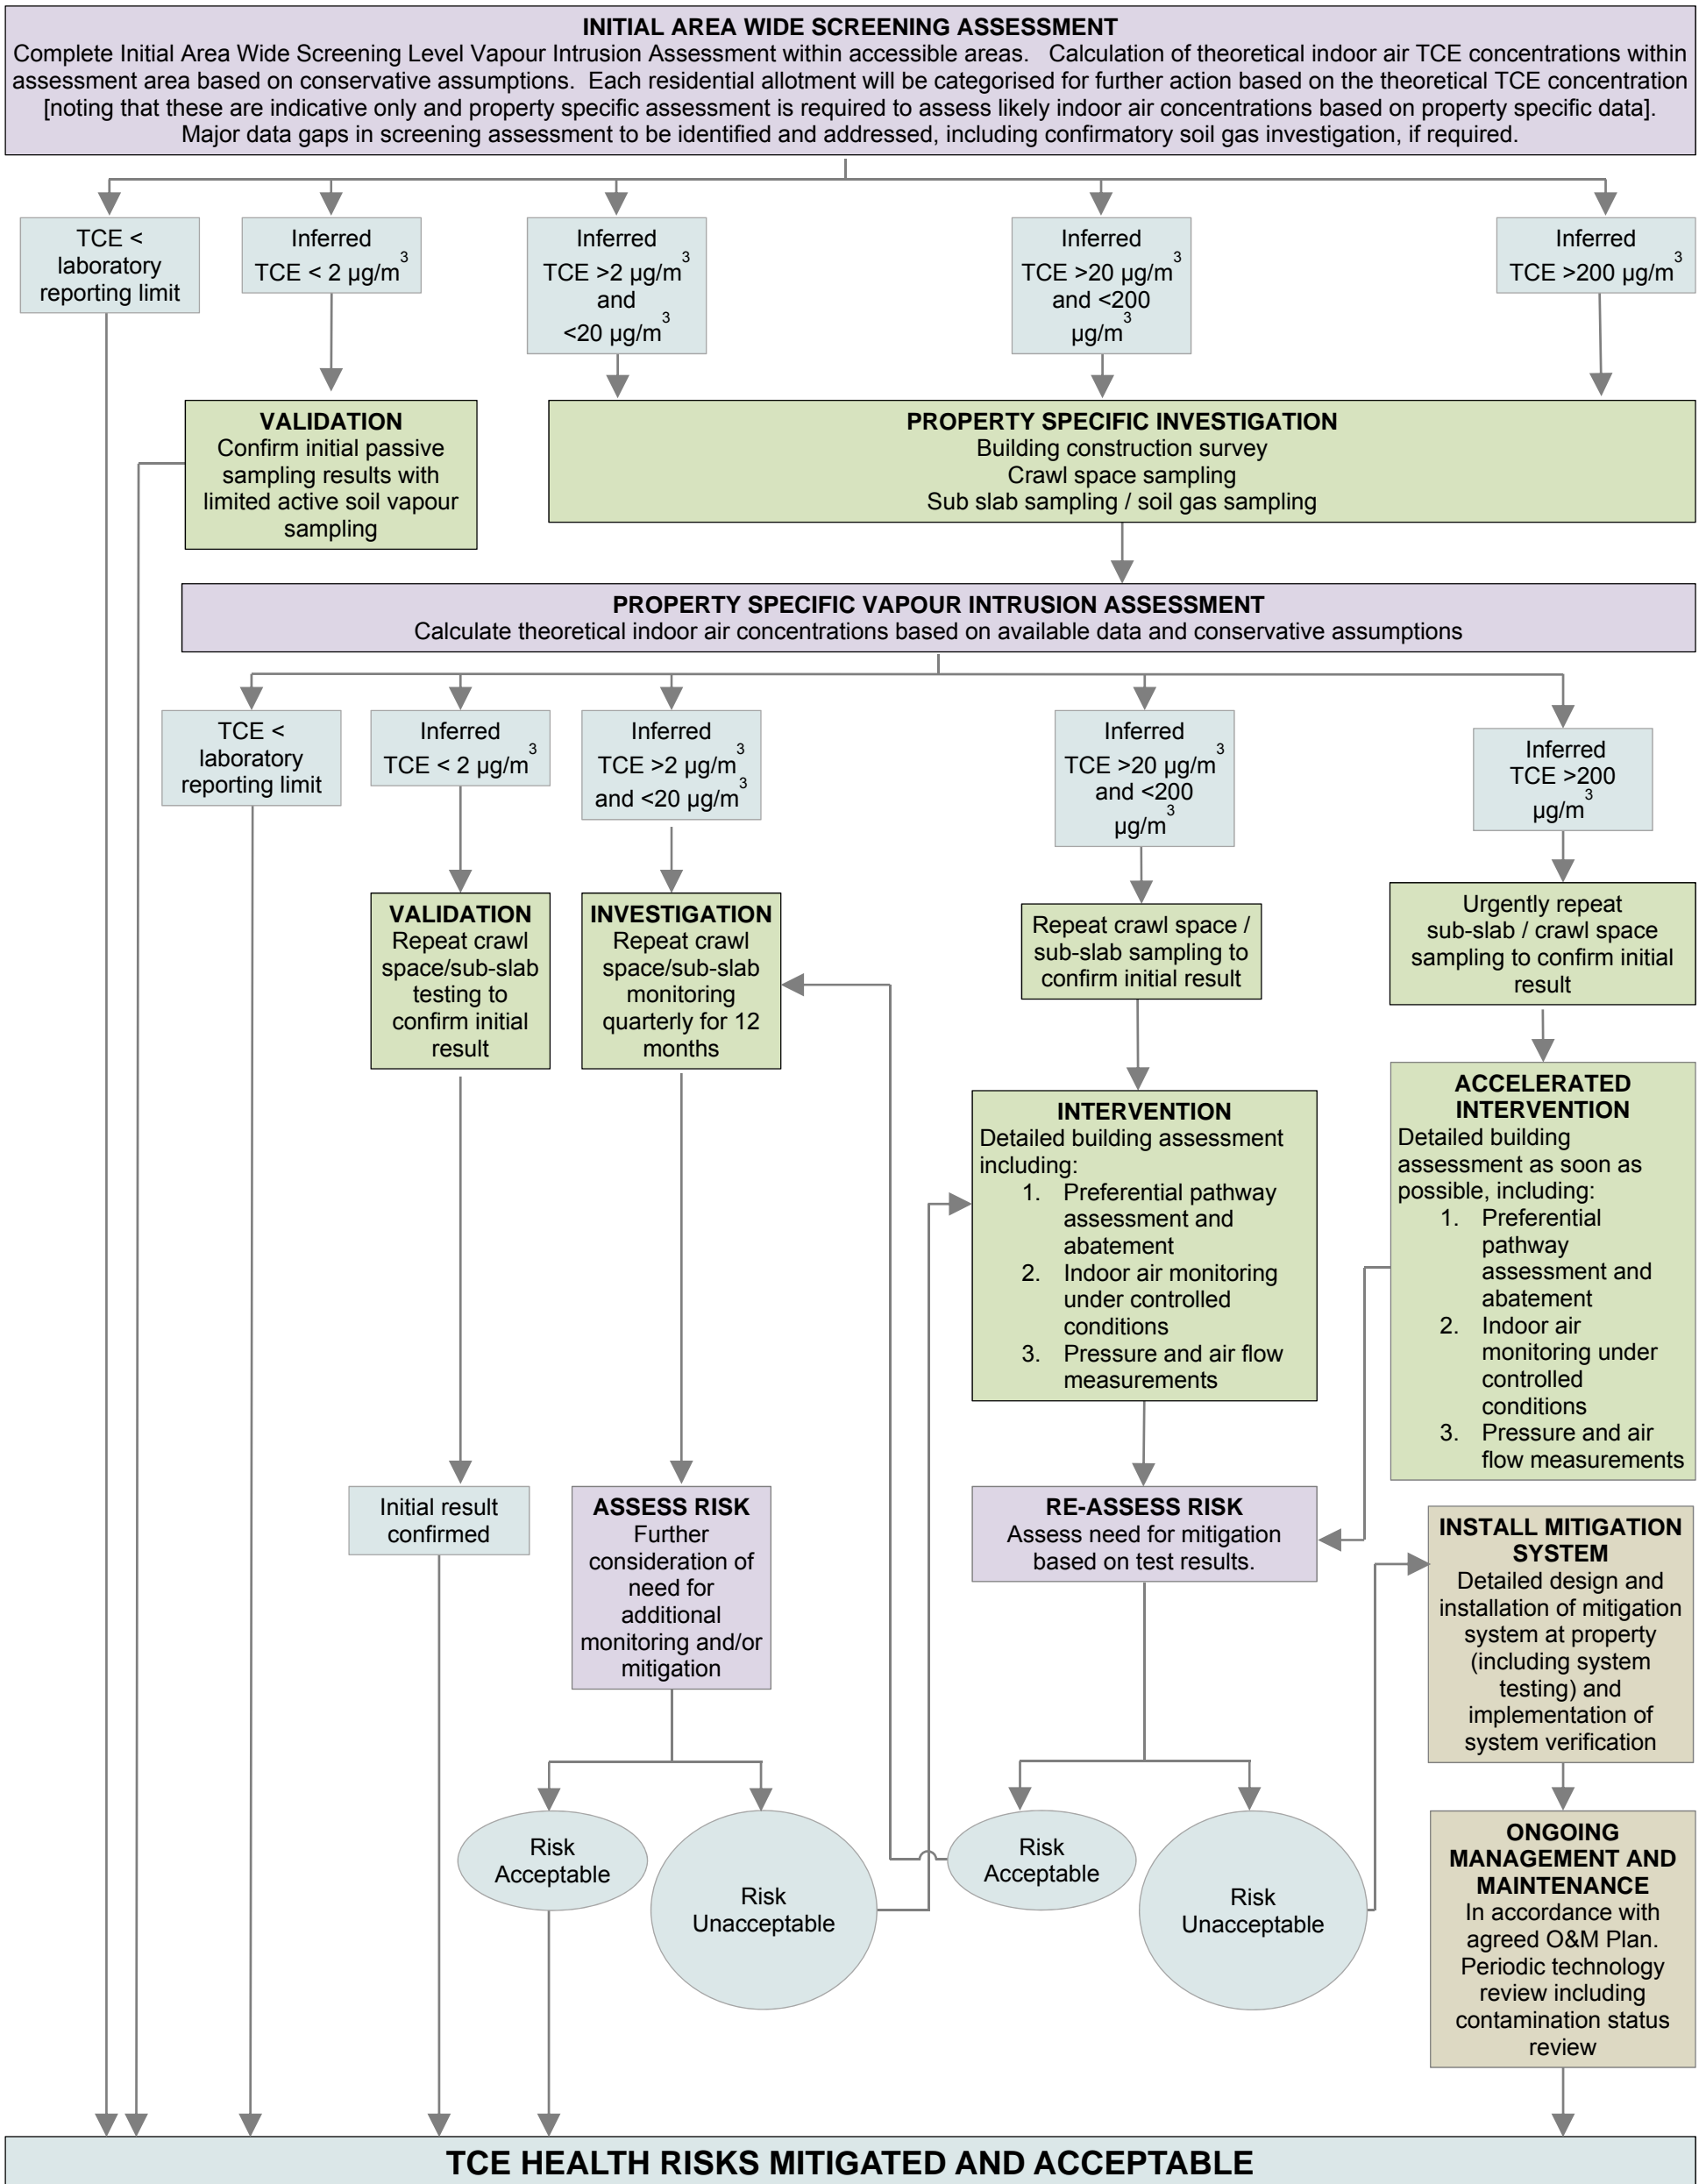 INITIAL AREA WIDE SCREENING ASSESSMENT
Complete Initial Area Wide Screening Level Vapour Intrusion Assessment within accessible areas. Calculation of theoretical indoor air TCE concentrations within
assessment area based on conservative assumptions. Each residential allotment will be categorised for further action based on the theoretical TCE concentration
[noting that these are indicative only and property specific assessment is required to assess likely indoor air concentrations based on property specific data].
Major data gaps in screening assessment to be identified and addressed, including confirmatory soil gas investigation, if required.
TCE <
laboratory
reporting limit
Inferred
TCE < 2 µg/m³
Inferred
TCE >2 µg/m³
and
<20 µg/m³
Inferred
TCE >20 µg/m³
and <200
µg/m³
Inferred
TCE >200 µg/m³
VALIDATION
Confirm initial passive
sampling results with
limited active soil vapour
sampling
PROPERTY SPECIFIC INVESTIGATION
Building construction survey
Crawl space sampling
Sub slab sampling / soil gas sampling
PROPERTY SPECIFIC VAPOUR INTRUSION ASSESSMENT
Calculate theoretical indoor air concentrations based on available data and conservative assumptions
TCE <
laboratory
reporting limit
Inferred
TCE < 2 µg/m³
Inferred
TCE >2 µg/m³
and <20 µg/m³
Inferred
TCE >20 µg/m³
and <200
µg/m³
Inferred
TCE >200
µg/m³
VALIDATION
Repeat crawl
space/sub-slab
testing to
confirm initial
result
INVESTIGATION
Repeat crawl
space/sub-slab
monitoring
quarterly for 12
months
Repeat crawl space /
sub-slab sampling to
confirm initial result
Urgently repeat
sub-slab / crawl space
sampling to confirm initial
result
INTERVENTION
Detailed building assessment
including:
1. Preferential pathway
assessment and
abatement
2. Indoor air monitoring
under controlled
conditions
3. Pressure and air flow
measurements
ACCELERATED
INTERVENTION
Detailed building
assessment as soon as
possible, including:
1. Preferential
pathway
assessment and
abatement
2. Indoor air
monitoring under
controlled
conditions
3. Pressure and air
flow measurements
Initial result
confirmed
ASSESS RISK
Further
consideration of
need for
additional
monitoring and/or
mitigation
RE-ASSESS RISK
Assess need for mitigation
based on test results.
INSTALL MITIGATION
SYSTEM
Detailed design and
installation of mitigation
system at property
(including system
testing) and
implementation of
system verification
Risk
Acceptable
Risk
Unacceptable
Risk
Acceptable
Risk
Unacceptable
ONGOING
MANAGEMENT AND
MAINTENANCE
In accordance with
agreed O&M Plan.
Periodic technology
review including
contamination status
review
TCE HEALTH RISKS MITIGATED AND ACCEPTABLE